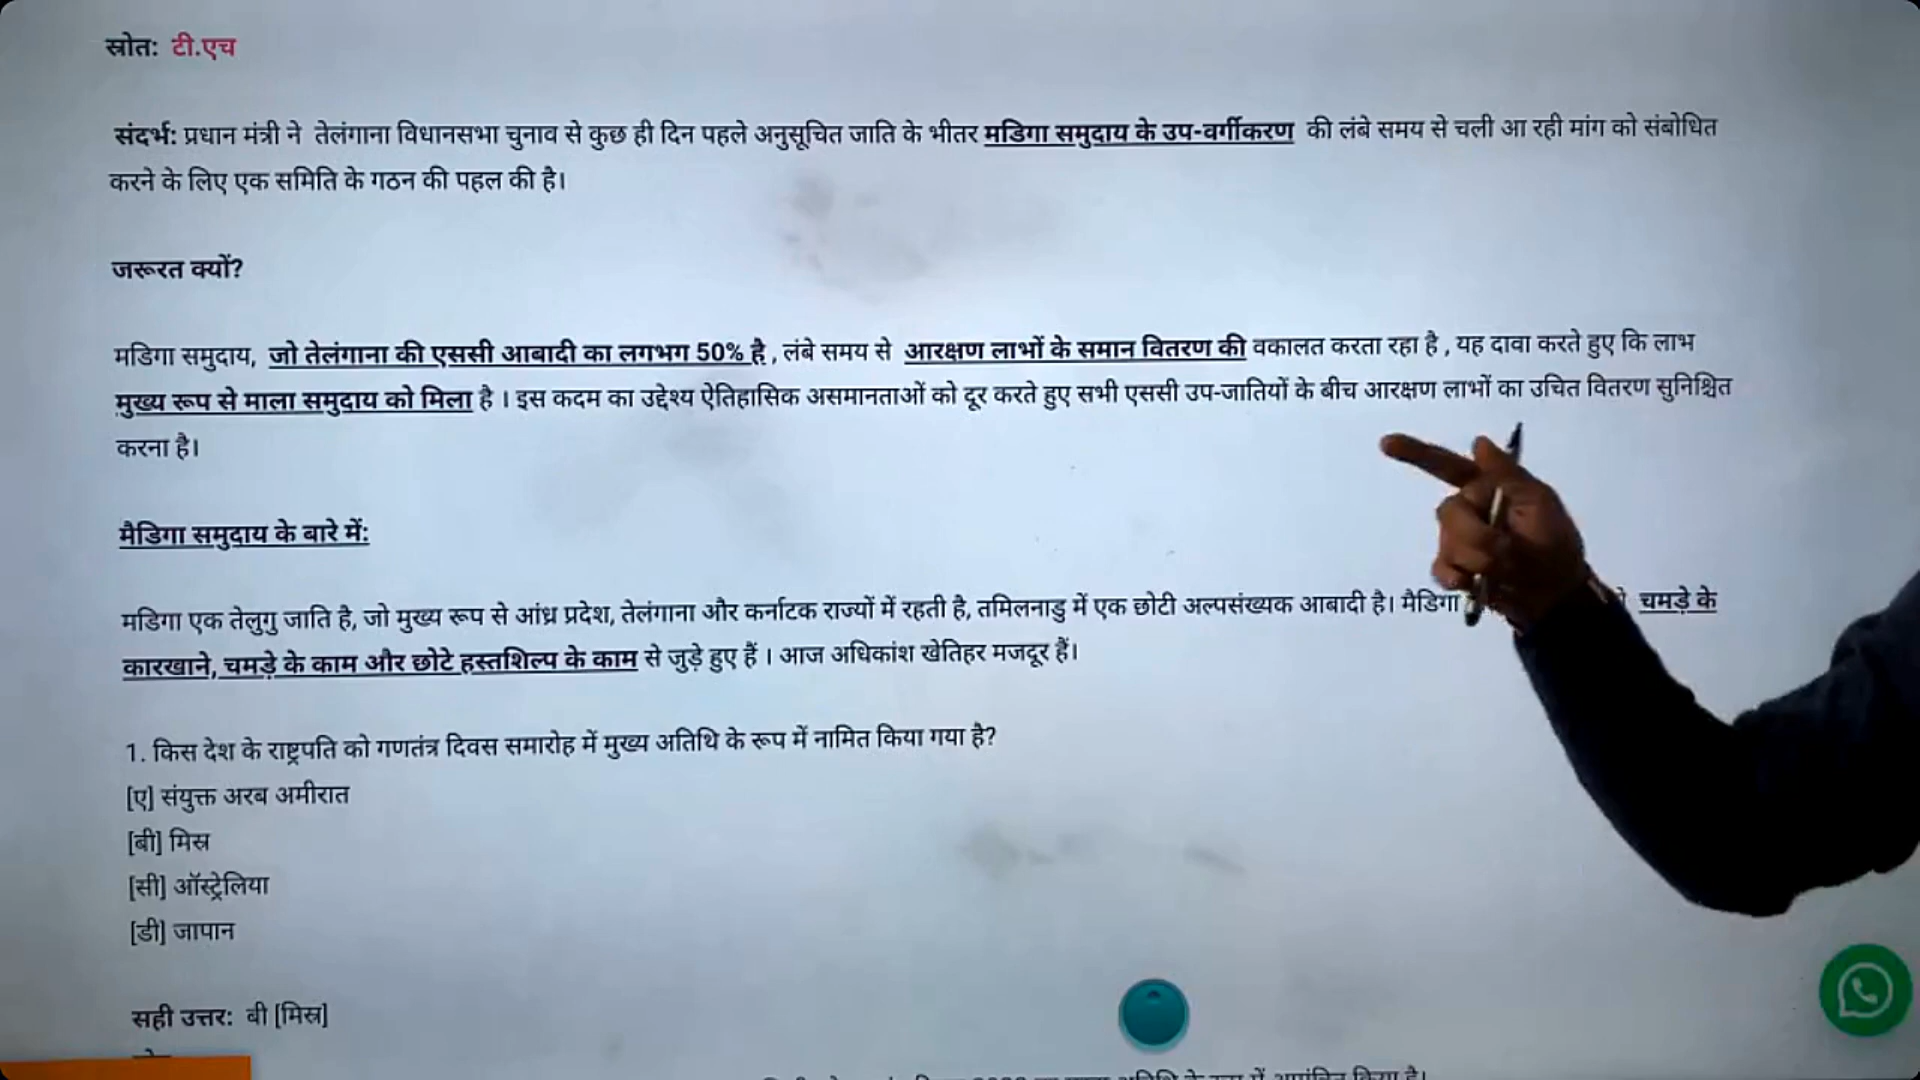 स्रोत: टी.एच
संदर्भ: प्रधान मंत्री ने तेलंगाना विधानसभा चुनाव से कुछ ही दिन पहले अनुसूचित जाति के भीतर मडिगा समुदाय के उप-वर्गीकरण की लंबे समय से चली आ रही मांग को संबोधित
करने के लिए एक समिति के गठन की पहल की है।
जरूरत क्यों?
मडिगा समुदाय, जो तेलंगाना की एससी आबादी का लगभग 50% है, लंबे समय से आरक्षण लाभों के समान वितरण की वकालत करता रहा है, यह दावा करते हुए कि लाभ
मुख्य रूप से माला समुदाय को मिला है। इस कदम का उद्देश्य ऐतिहासिक असमानताओं को दूर करते हुए सभी एससी उप-जातियों के बीच आरक्षण लाभों का उचित वितरण सुनिश्चित
करना है।
मैडिगा समुदाय के बारे में:
मडिगा एक तेलुगु जाति है, जो मुख्य रूप से आंध्र प्रदेश, तेलंगाना और कर्नाटक राज्यों में रहती है, तमिलनाडु में एक छोटी अल्पसंख्यक आबादी है। मैडिगा चमड़े के
कारखाने, चमड़े के काम और छोटे हस्तशिल्प के काम से जुड़े हुए हैं। आज अधिकांश खेतिहर मजदूर हैं।
1. किस देश के राष्ट्रपति को गणतंत्र दिवस समारोह में मुख्य अतिथि के रूप में नामित किया गया है?
[ए] संयुक्त अरब अमीरात
[बी] मिस्र
[सी] ऑस्ट्रेलिया
[डी] जापान
सही उत्तर: बी [मिस्र]